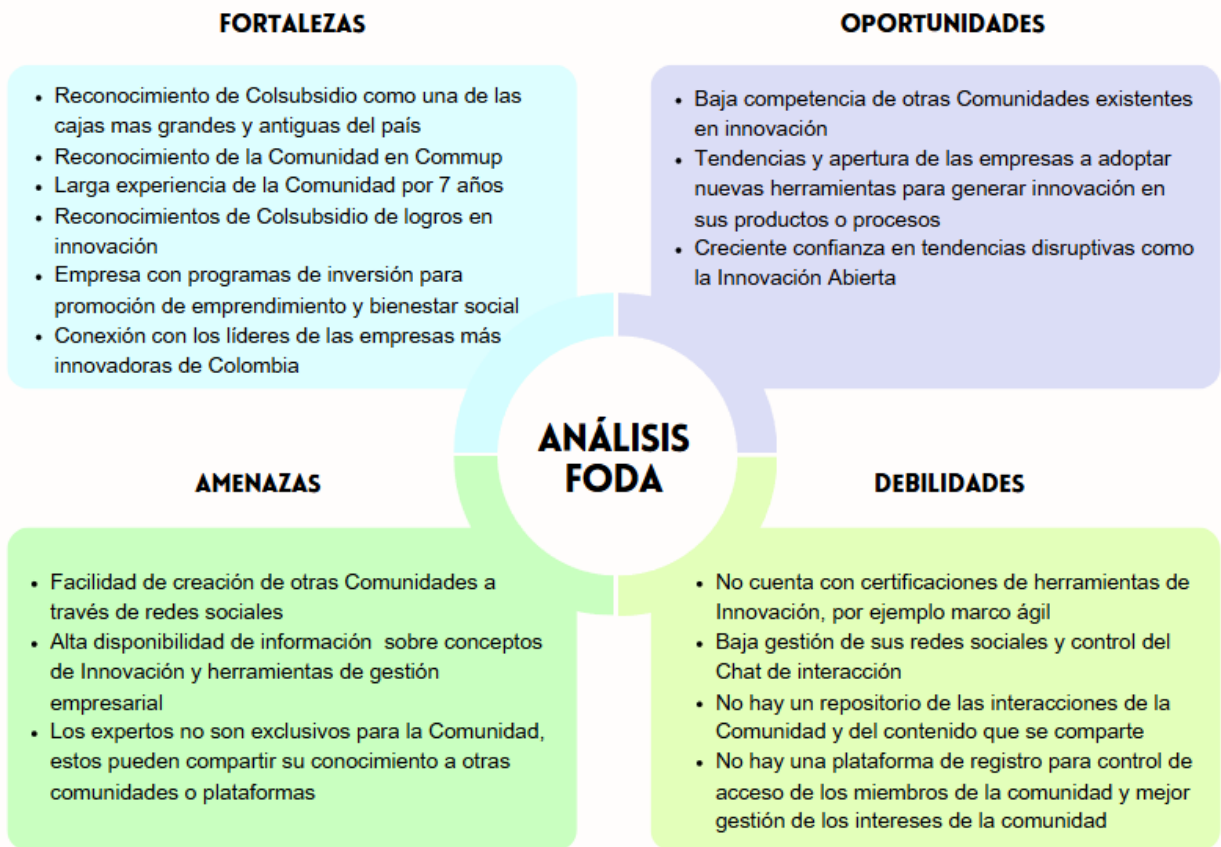 FORTALEZAS
• Reconocimiento de Colsubsidio como una de las
cajas mas grandes y antiguas del país
• Reconocimiento de la Comunidad en Commup
• Larga experiencia de la Comunidad por 7 años
• Reconocimientos de Colsubsidio de logros en
innovación
• Empresa con programas de inversión para
promoción de emprendimiento y bienestar social
• Conexión con los líderes de las empresas más
innovadoras de Colombia
OPORTUNIDADES
• Baja competencia de otras Comunidades existentes
en innovación
• Tendencias y apertura de las empresas a adoptar
nuevas herramientas para generar innovación en
sus productos o procesos
• Creciente confianza en tendencias disruptivas como
la Innovación Abierta
ANÁLISIS
FODA
AMENAZAS
• Facilidad de creación de otras Comunidades a
través de redes sociales
• Alta disponibilidad de información sobre conceptos
de Innovación y herramientas de gestión
empresarial
• Los expertos no son exclusivos para la Comunidad,
estos pueden compartir su conocimiento a otras
comunidades o plataformas
DEBILIDADES
• No cuenta con certificaciones de herramientas de
Innovación, por ejemplo marco ágil
• Baja gestión de sus redes sociales y control del
Chat de interacción
• No hay un repositorio de las interacciones de la
Comunidad y del contenido que se comparte
• No hay una plataforma de registro para control de
acceso de los miembros de la comunidad y mejor
gestión de los intereses de la comunidad